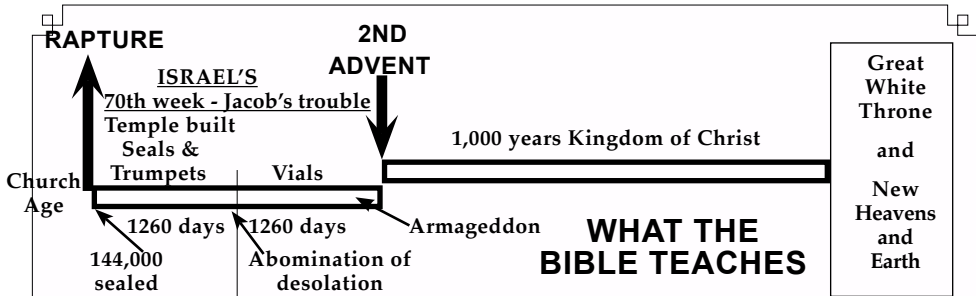 RAPTURE
2ND
ADVENT
ISRAEL'S
70th week - Jacob's trouble
Temple built
Seals &
Trumpets
Vials
Church
Age
1260 days
1260 days
Armageddon
144,000
sealed
Abomination of
desolation
1,000 years Kingdom of Christ
WHAT THE
BIBLE TEACHES
Great
White
Throne
and
New
Heavens
and
Earth